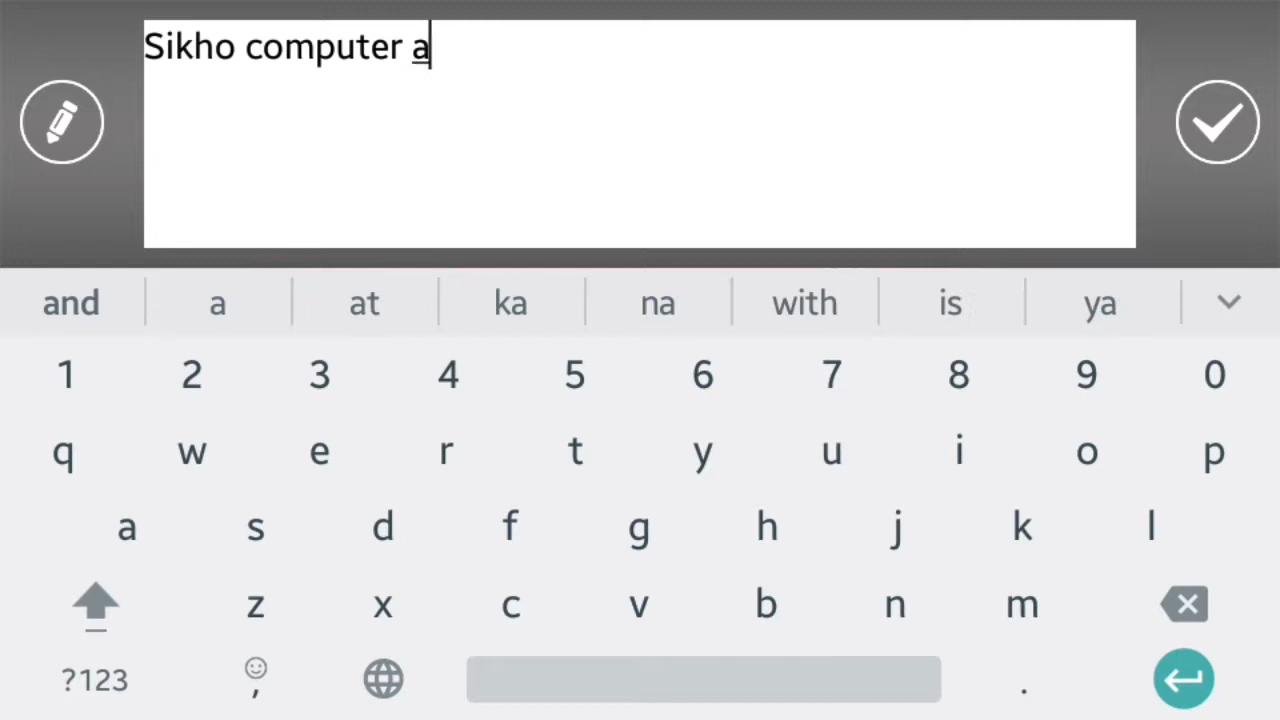 Sikho computer a
and a at ka na with is ya
1 2 3 4 5 6 7 8 9 0
q w e r t y u i o p
a s d f g h j k l
z x c v b n m
?123 , .